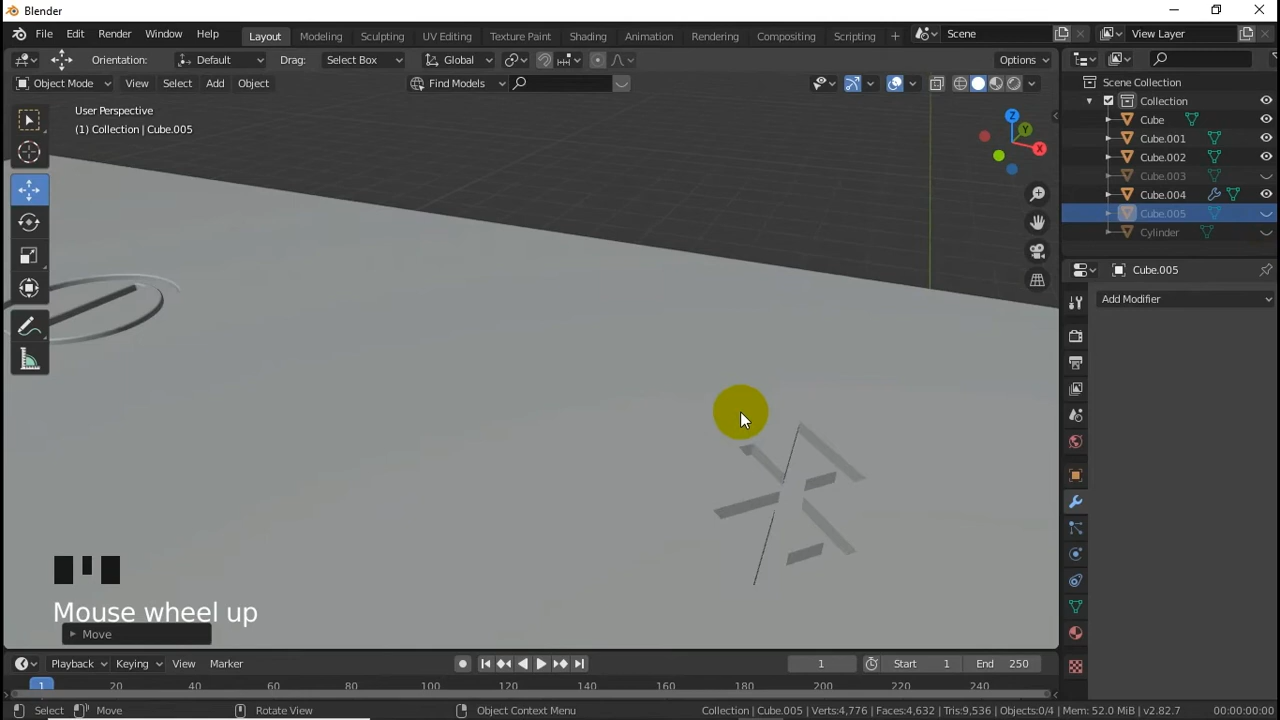 Blender
File Edit Render Window Help Layout Modeling Sculpting UV Editing Texture Paint Shading Animation Rendering Compositing Scripting + Scene View Layer
Orientation: Default Drag: Select Box Global Options
Object Mode View Select Add Object Find Models
User Perspective
(1) Collection | Cube.005
Z
Y
X
Scene Collection
Collection
Cube
Cube.001
Cube.002
Cube.003
Cube.004
Cube.005
Cylinder
Cube.005
Add Modifier
Mouse wheel up
Move
Playback Keying View Marker 1 Start 1 End 250
1 20 40 60 80 100 120 140 160 180 200 220 240
Select Move Rotate View Object Context Menu Collection | Cube.005 | Verts:4,776 | Faces:4,632 | Tris:9,536 | Objects:0/4 | Mem: 52.0 MiB | v2.82.7 00:00:00:00